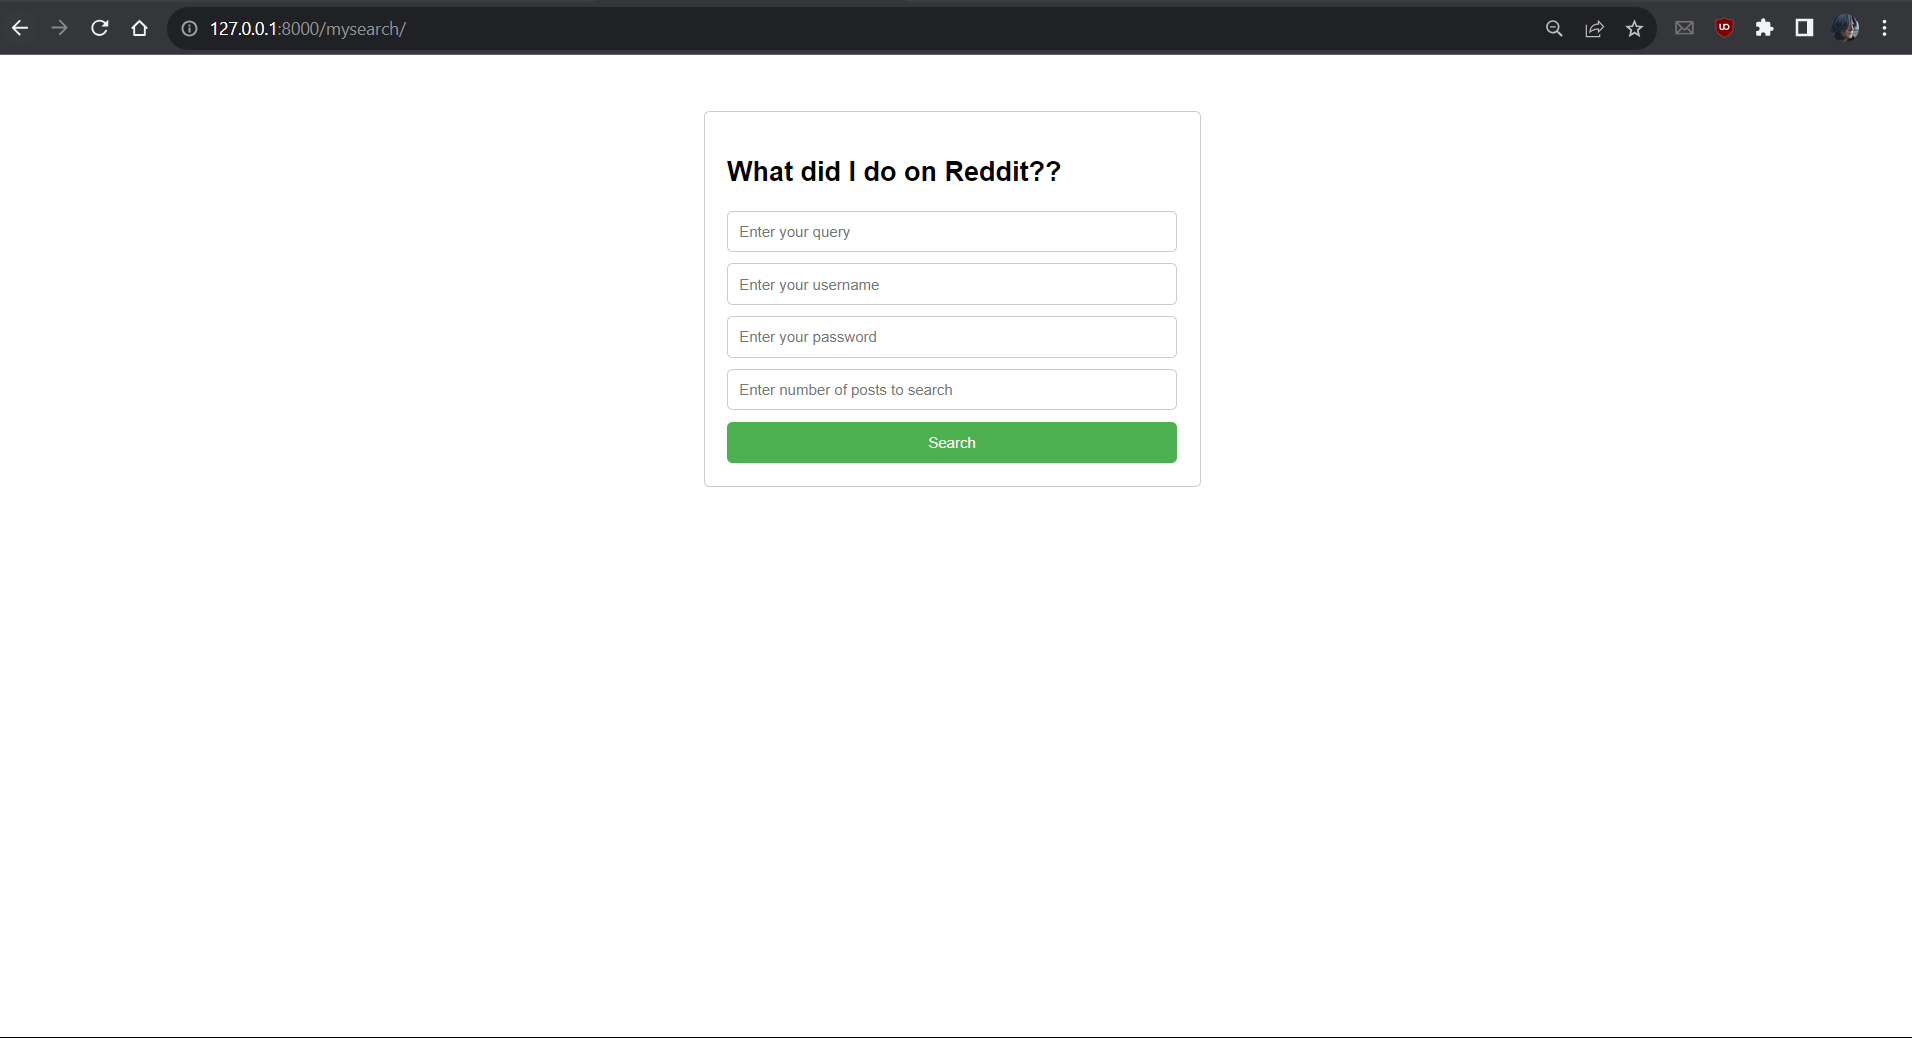 127.0.0.1:8000/mysearch/
What did I do on Reddit??
Enter your query
Enter your username
Enter your password
Enter number of posts to search
Search